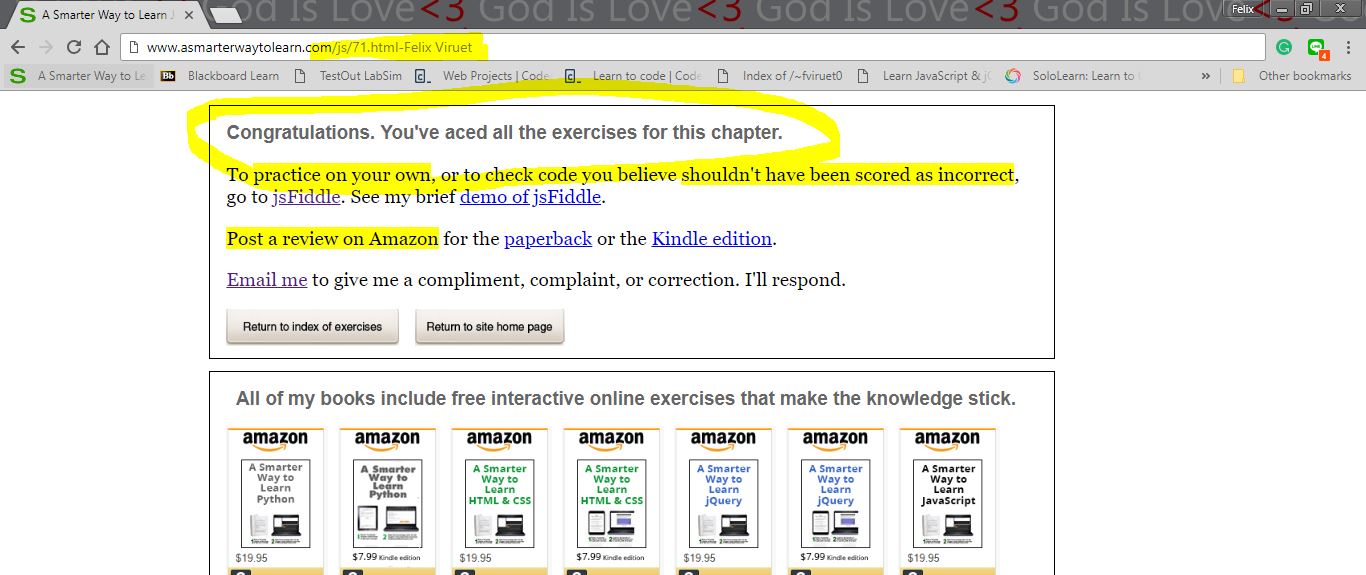 God Is Love<3 God Is Love<3 God Is Love<3 God Is Love<3
A Smarter Way to Learn J
Felix
www.asmarterwaytolearn.com/js/71.html-Felix Viruet
4
A Smarter Way to Le
Bb Blackboard Learn
TestOut LabSim
Web Projects | Code
Learn to code | Code
Index of /~fviruet0
Learn JavaScript & j
SoloLearn: Learn to
»
Other bookmarks
Congratulations. You've aced all the exercises for this chapter.
To practice on your own, or to check code you believe shouldn't have been scored as incorrect,
go to jsFiddle. See my brief demo of jsFiddle.
Post a review on Amazon for the paperback or the Kindle edition.
Email me to give me a compliment, complaint, or correction. I'll respond.
Return to index of exercises
Return to site home page
All of my books include free interactive online exercises that make the knowledge stick.
amazon
A Smarter
Way to
Learn
Python
$19.95
amazon
A Smarter
Way to
Learn
Python
$7.99 Kindle edition
amazon
A Smarter
Way to
Learn
HTML & CSS
$19.95
amazon
A Smarter
Way to
Learn
HTML & CSS
$7.99 Kindle edition
amazon
A Smarter
Way to
Learn
jQuery
$19.95
amazon
A Smarter
Way to
Learn
jQuery
$7.99 Kindle edition
amazon
A Smarter
Way to
Learn
JavaScript
$19.95